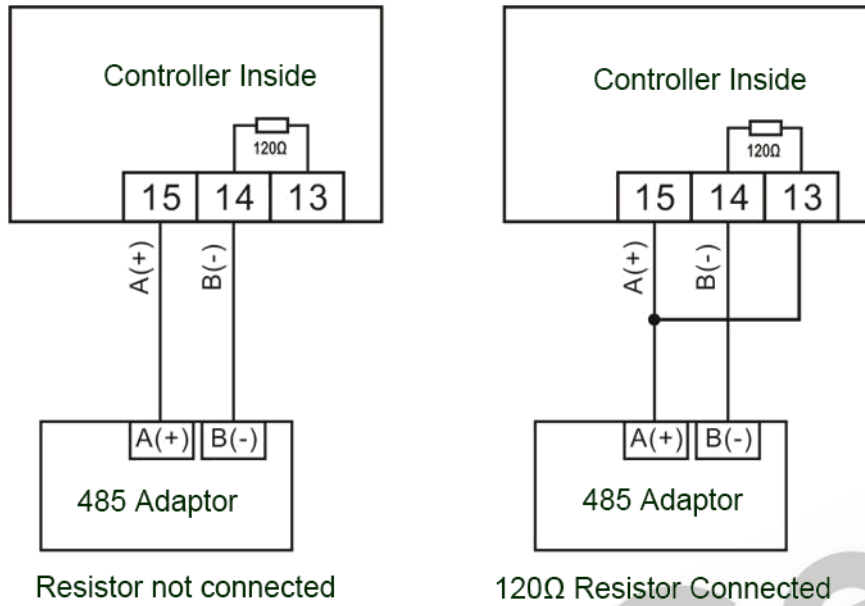 Controller Inside
120Ω
15 14 13
A(+)
B(-)
A(+) B(-)
485 Adaptor
Resistor not connected
Controller Inside
120Ω
15 14 13
A(+)
B(-)
A(+) B(-)
485 Adaptor
120Ω Resistor Connected